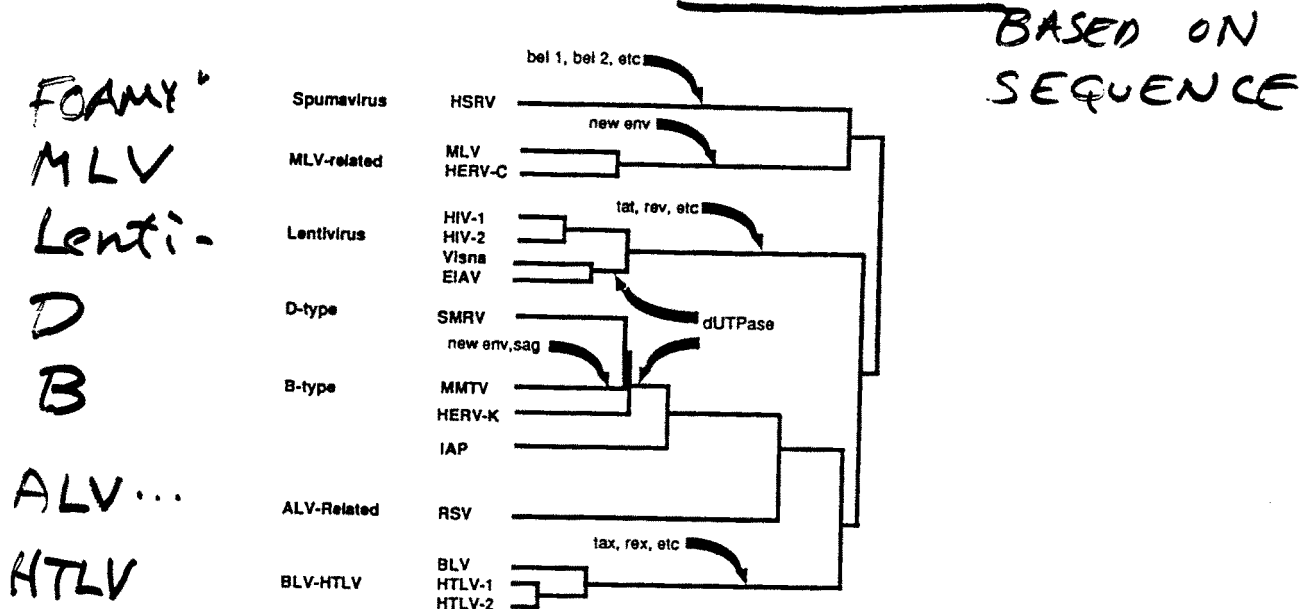 BASED ON
SEQUENCE
bel 1, bel 2, etc
FOAMY"
Spumavirus
HSRV
new env
MLV
MLV-related
MLV
HERV-C
tat, rev, etc
Lenti-
Lentivirus
HIV-1
HIV-2
Visna
EIAV
D
D-type
SMRV
dUTPase
new env,sag
B
B-type
MMTV
HERV-K
IAP
ALV...
ALV-Related
RSV
tax, rex, etc
HTLV
BLV-HTLV
BLV
HTLV-1
HTLV-2